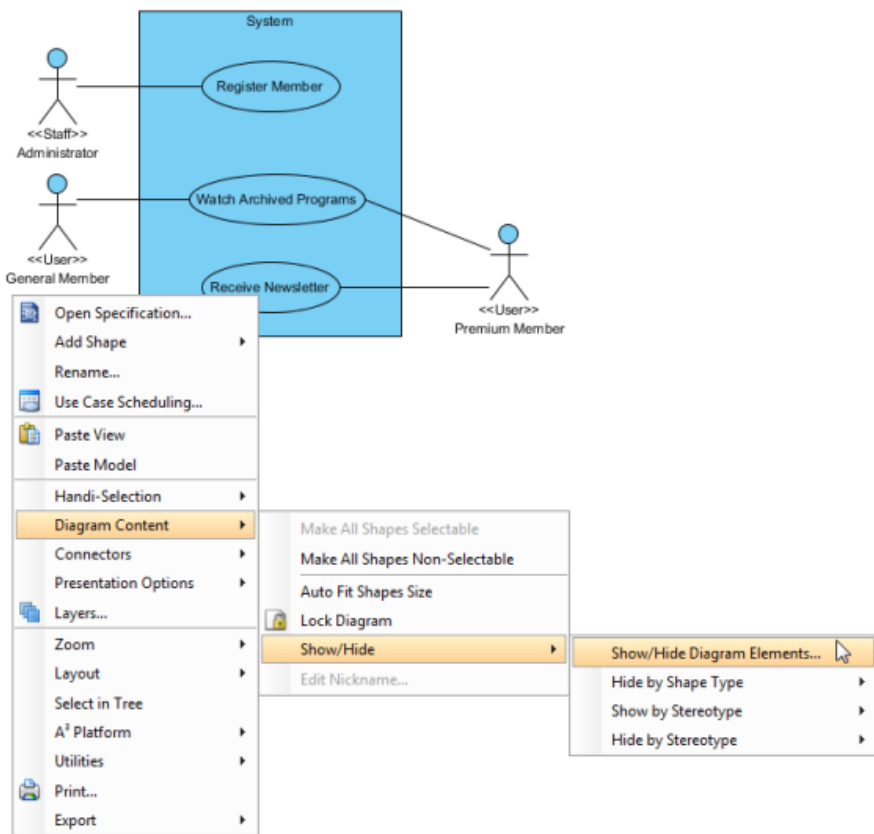 System
Register Member
<<Staff>>
Administrator
Watch Archived Programs
<<User>>
General Member
Receive Newsletter
<<User>>
Premium Member
Open Specification...
Add Shape
Rename...
Use Case Scheduling...
Paste View
Paste Model
Handi-Selection
Diagram Content
Connectors
Presentation Options
Layers...
Zoom
Layout
Select in Tree
A³ Platform
Utilities
Print...
Export
Make All Shapes Selectable
Make All Shapes Non-Selectable
Auto Fit Shapes Size
Lock Diagram
Show/Hide
Edit Nickname...
Show/Hide Diagram Elements...
Hide by Shape Type
Show by Stereotype
Hide by Stereotype